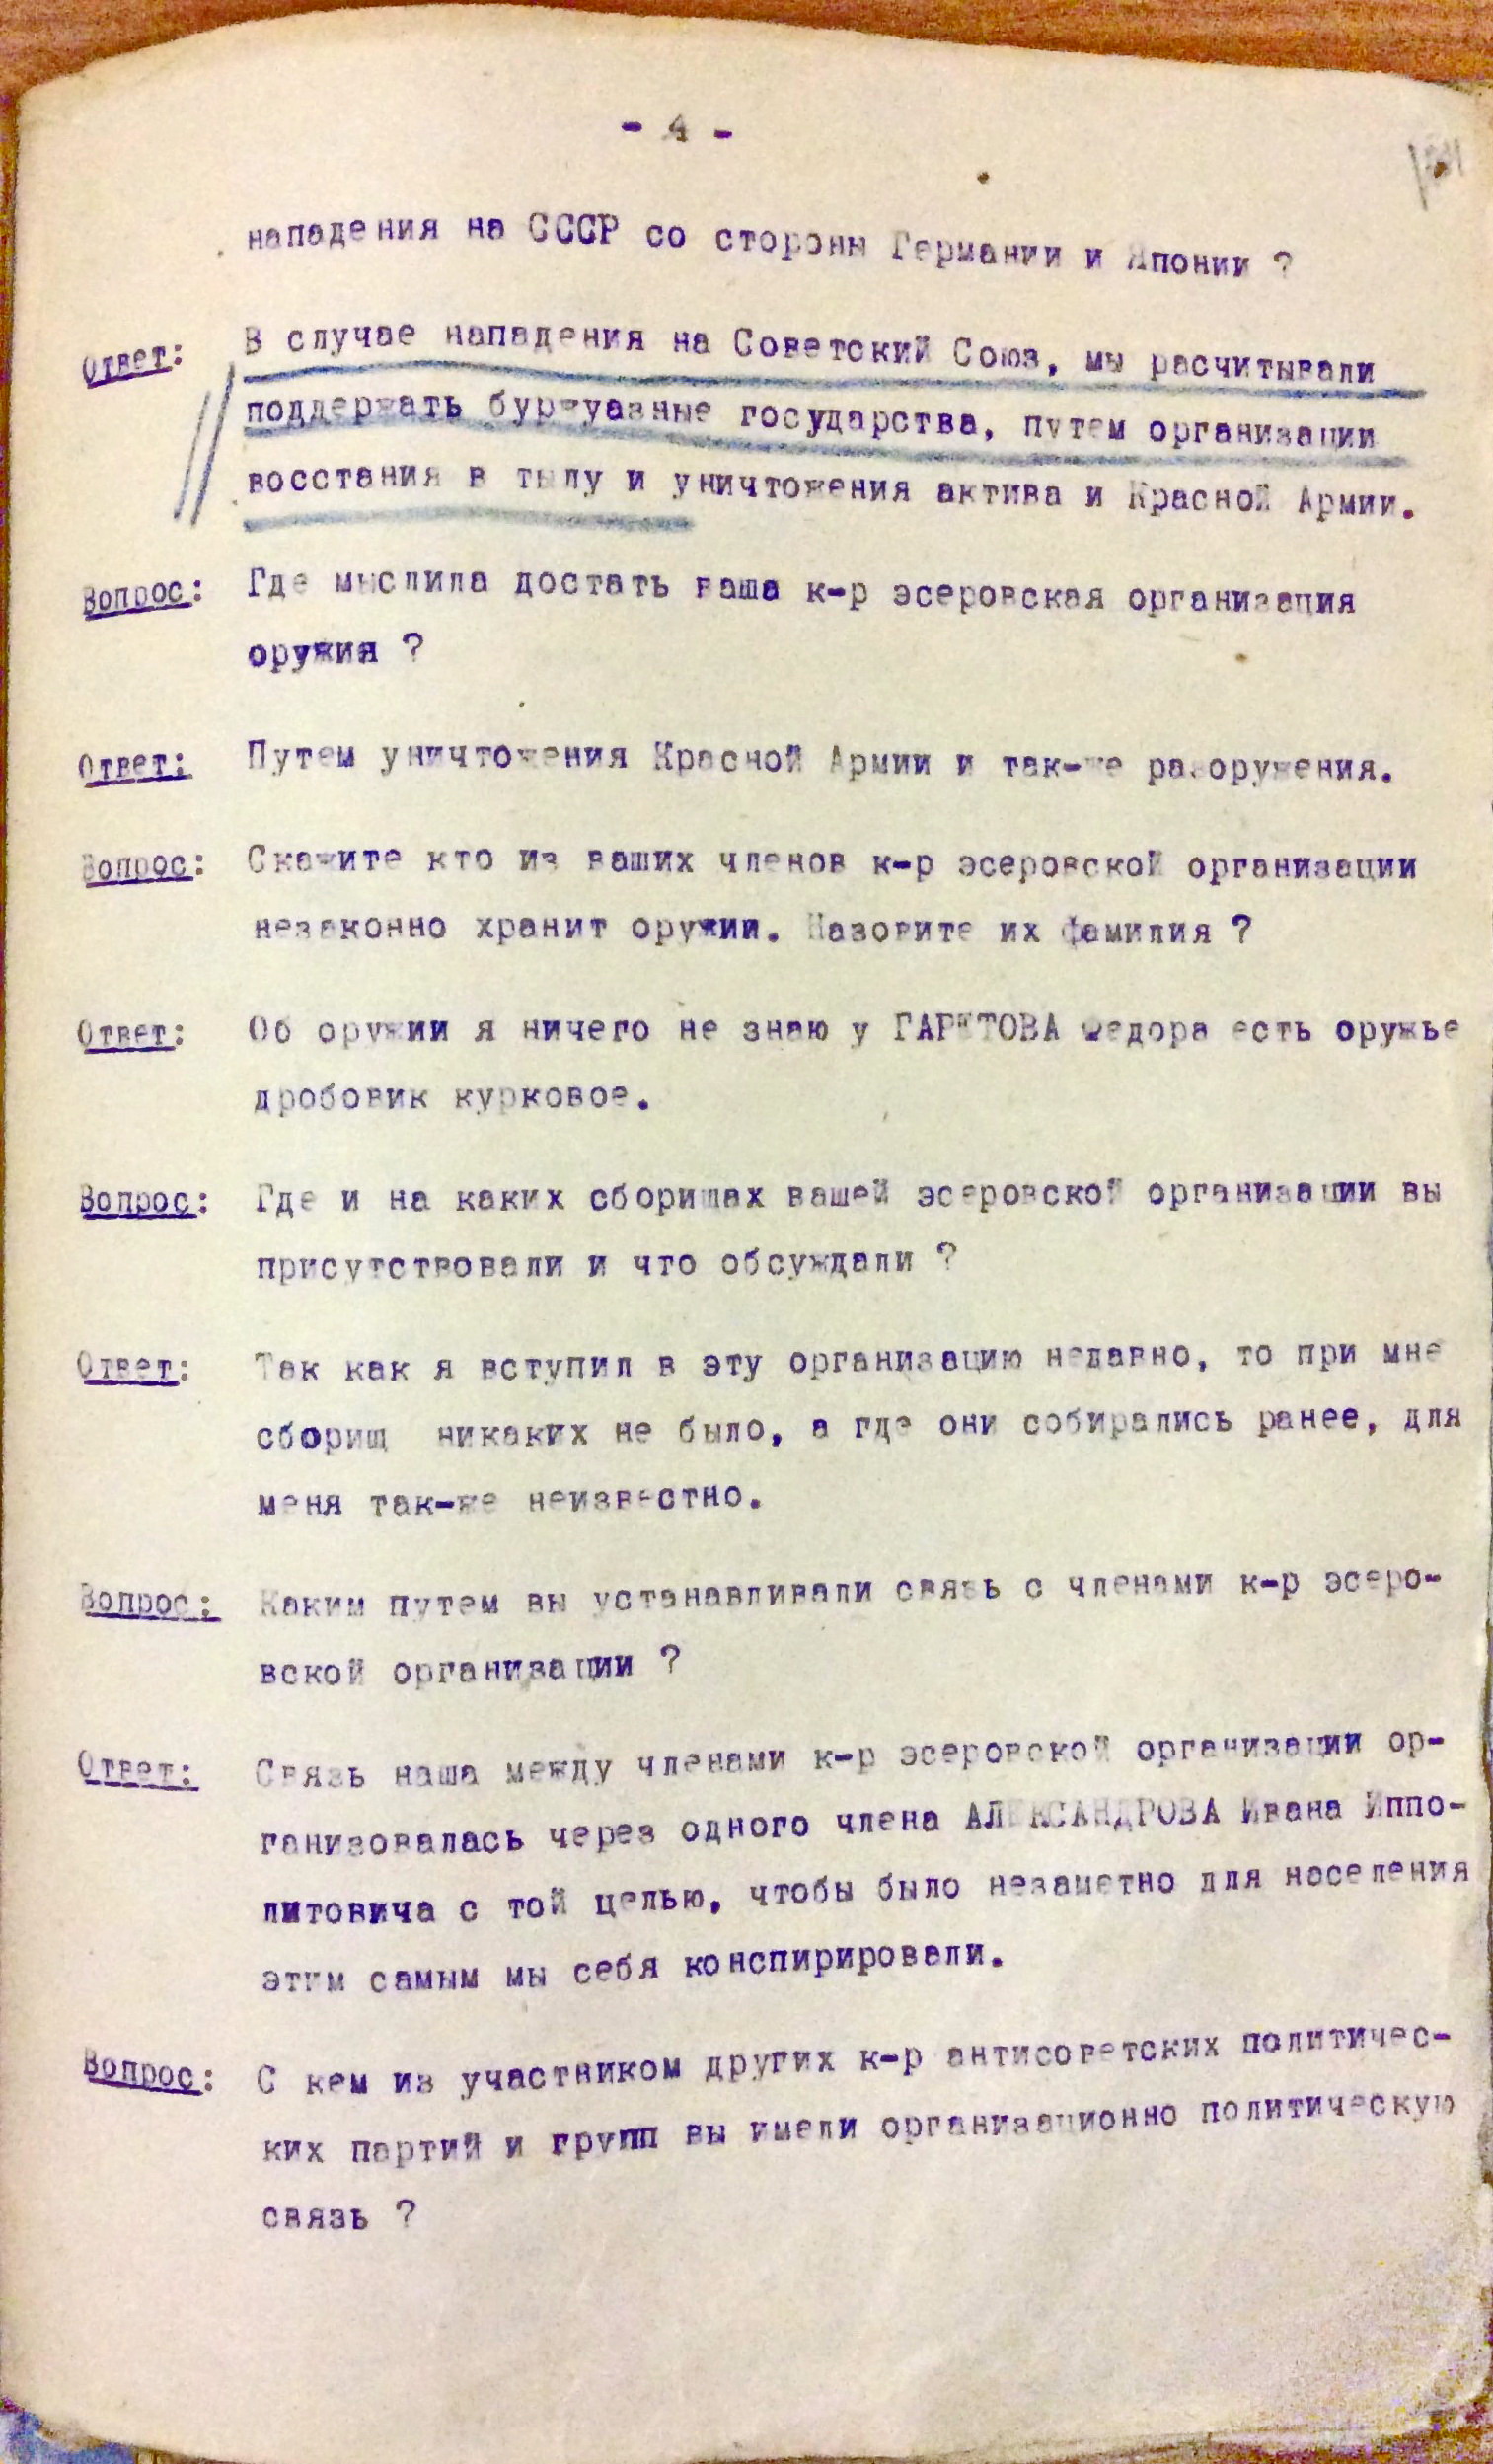 - 4 -
нападения на СССР со стороны Германии и Японии ?
Ответ: В случае нападения на Советский Союз, мы расчитывали
поддержать буржуазные государства, путем организации
восстания в тылу и уничтожения актива и Красной Армии.
Вопрос: Где мыслила достать ваша к-р эсеровская организация
оружия ?
Ответ: Путем уничтожения Красной Армии и так-же разоружения.
Вопрос: Скажите кто из ваших членов к-р эсеровской организации
незаконно хранит оружии. Назовите их фамилия ?
Ответ: Об оружии я ничего не знаю у Федора есть оружье
дробовик курковое.
Вопрос: Где и на каких сборищах вашей эсеровской организации вы
присутствовали и что обсуждали ?
Ответ: Так как я вступил в эту организацию недавно, то при мне
сборищ никаких не было, а где они собирались ранее, для
меня так-же неизвестно.
Вопрос: Каким путем вы устанавливали связь с членами к-р эсеро-
вской организации ?
Ответ: Связь наша между членами к-р эсеровской организации ор-
ганизовалась через одного члена АЛЕКСАНДРОВА Ивана Иппо-
литовича с той целью, чтобы было незаметно для населения
этим самым мы себя конспирировали.
Вопрос: С кем из участником других к-р антисоветских политичес-
ких партий и групп вы имели организационно политическую
связь ?